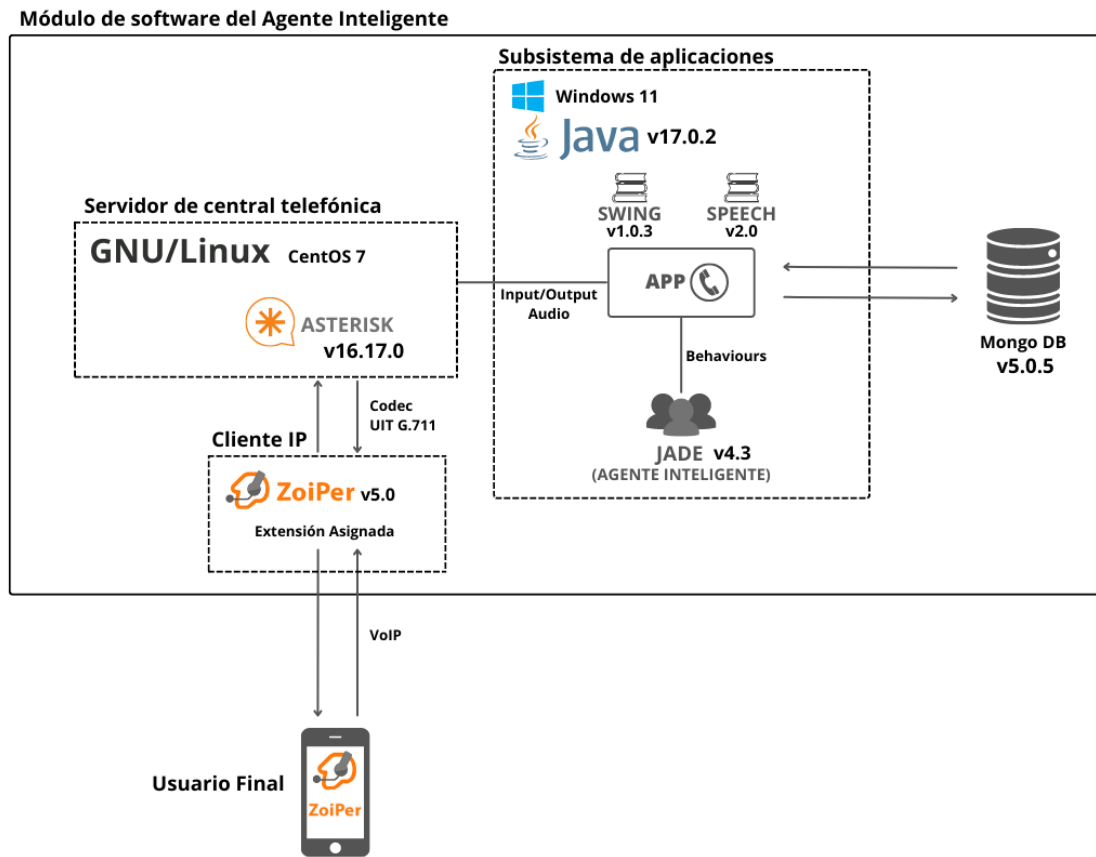 Módulo de software del Agente Inteligente
Subsistema de aplicaciones
Windows 11
Java v17.0.2
SWING
v1.0.3
SPEECH
v2.0
Servidor de central telefónica
GNU/Linux CentOS 7
ASTERISK
v16.17.0
Input/Output
Audio
APP
Mongo DB
v5.0.5
Behaviours
JADE v4.3
(AGENTE INTELIGENTE)
Codec
UIT G.711
Cliente IP
ZoiPer v5.0
Extensión Asignada
VoIP
Usuario Final
ZoiPer